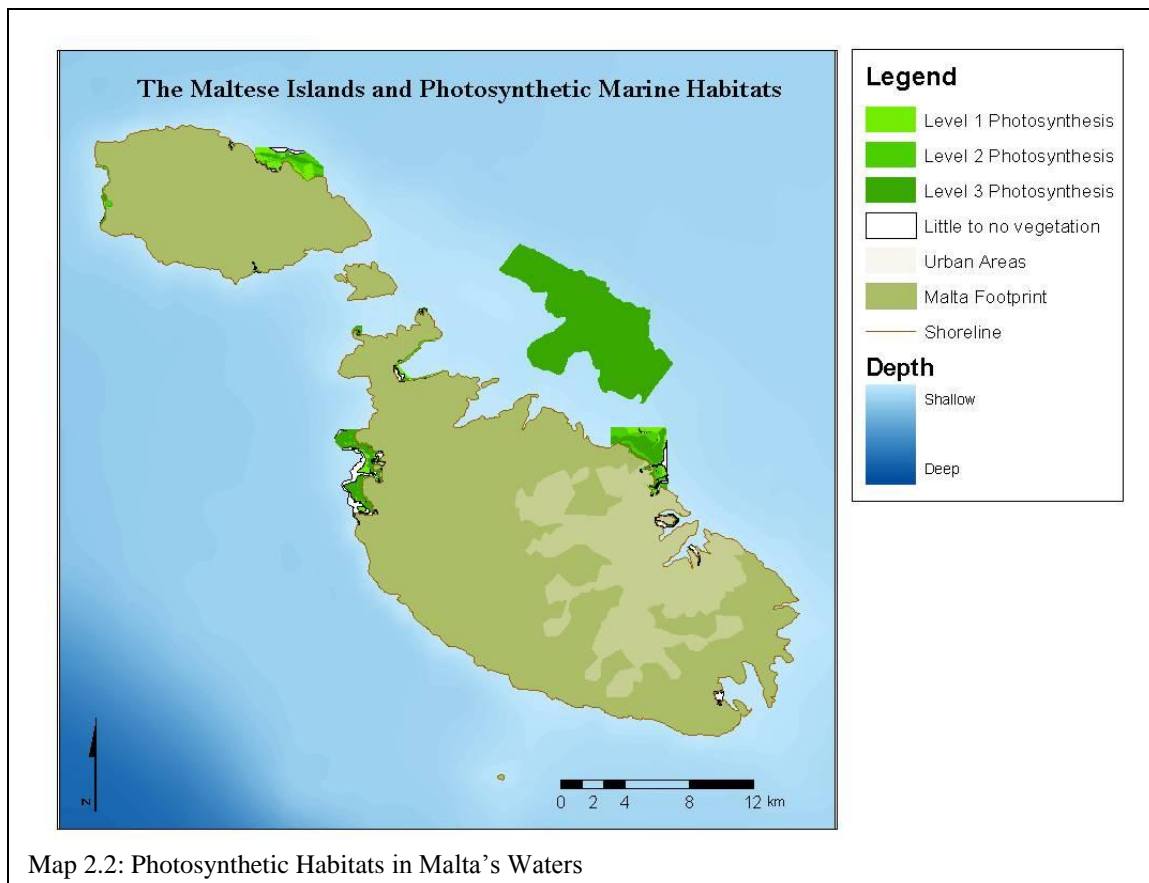 The Maltese Islands and Photosynthetic Marine Habitats
Legend
Level 1 Photosynthesis
Level 2 Photosynthesis
Level 3 Photosynthesis
Little to no vegetation
Urban Areas
Malta Footprint
Shoreline
Depth
Shallow
Deep
N
0 2 4 8 12 km
Map 2.2: Photosynthetic Habitats in Malta's Waters